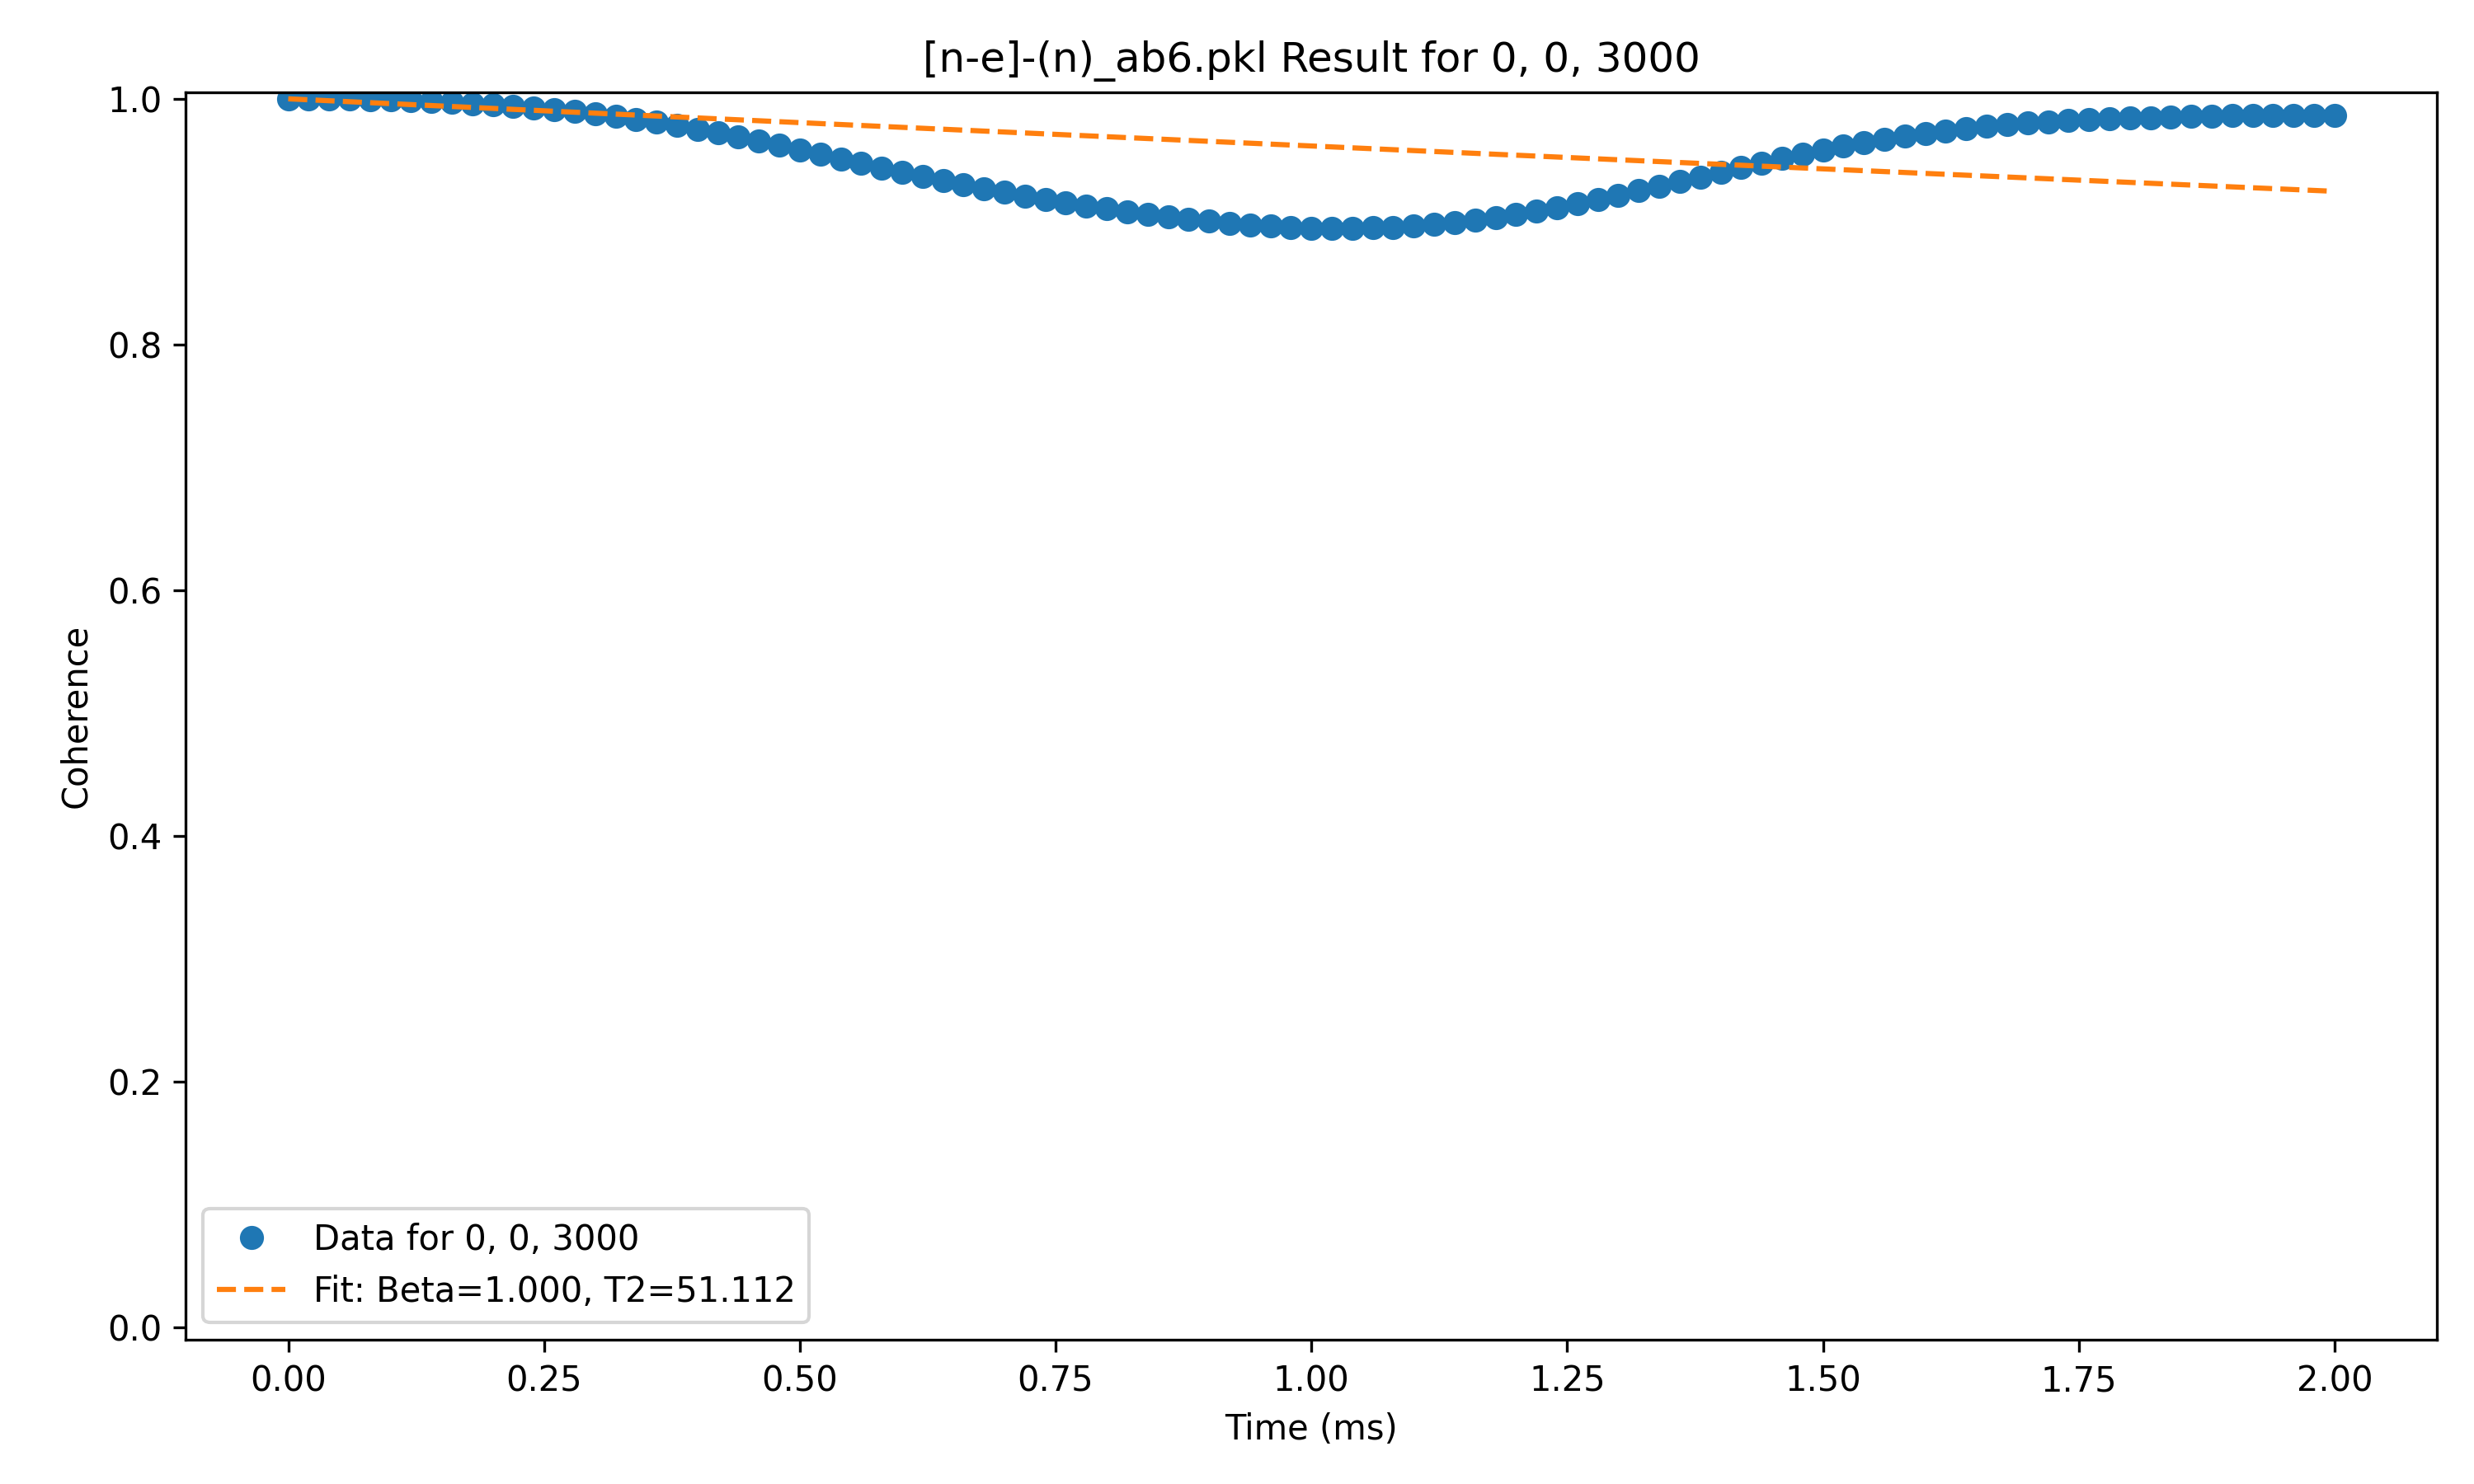 [n-e]-(n)_ab6.pkl Result for 0, 0, 3000
1.0
0.8
0.6
0.4
0.2
0.0
Coherence
Data for 0, 0, 3000
Fit: Beta=1.000, T2=51.112
0.00 0.25 0.50 0.75 1.00 1.25 1.50 1.75 2.00
Time (ms)